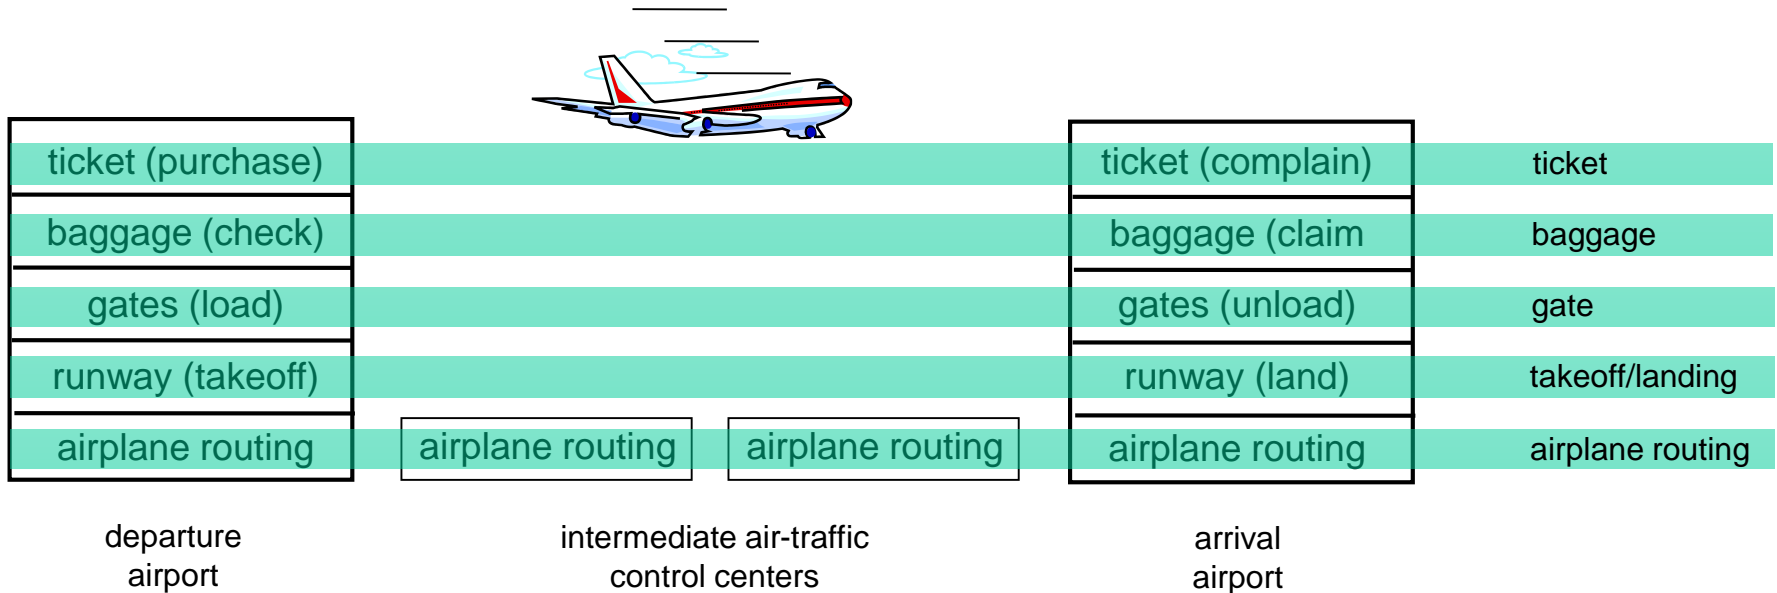 ticket (purchase)
ticket (complain)
ticket
baggage (check)
baggage (claim
baggage
gates (load)
gates (unload)
gate
runway (takeoff)
runway (land)
takeoff/landing
airplane routing
airplane routing
airplane routing
airplane routing
airplane routing
departure
airport
intermediate air-traffic
control centers
arrival
airport